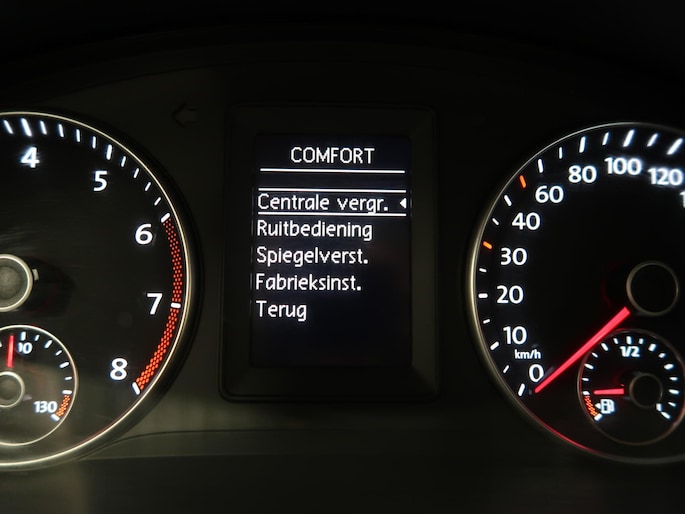 COMFORT
Centrale vergr.
Ruitbediening
Spiegelverst.
Fabrieksinst.
Terug
4
5
6
7
8
90
130
0
10
20
30
40
60
80
100
120
km/h
1/2